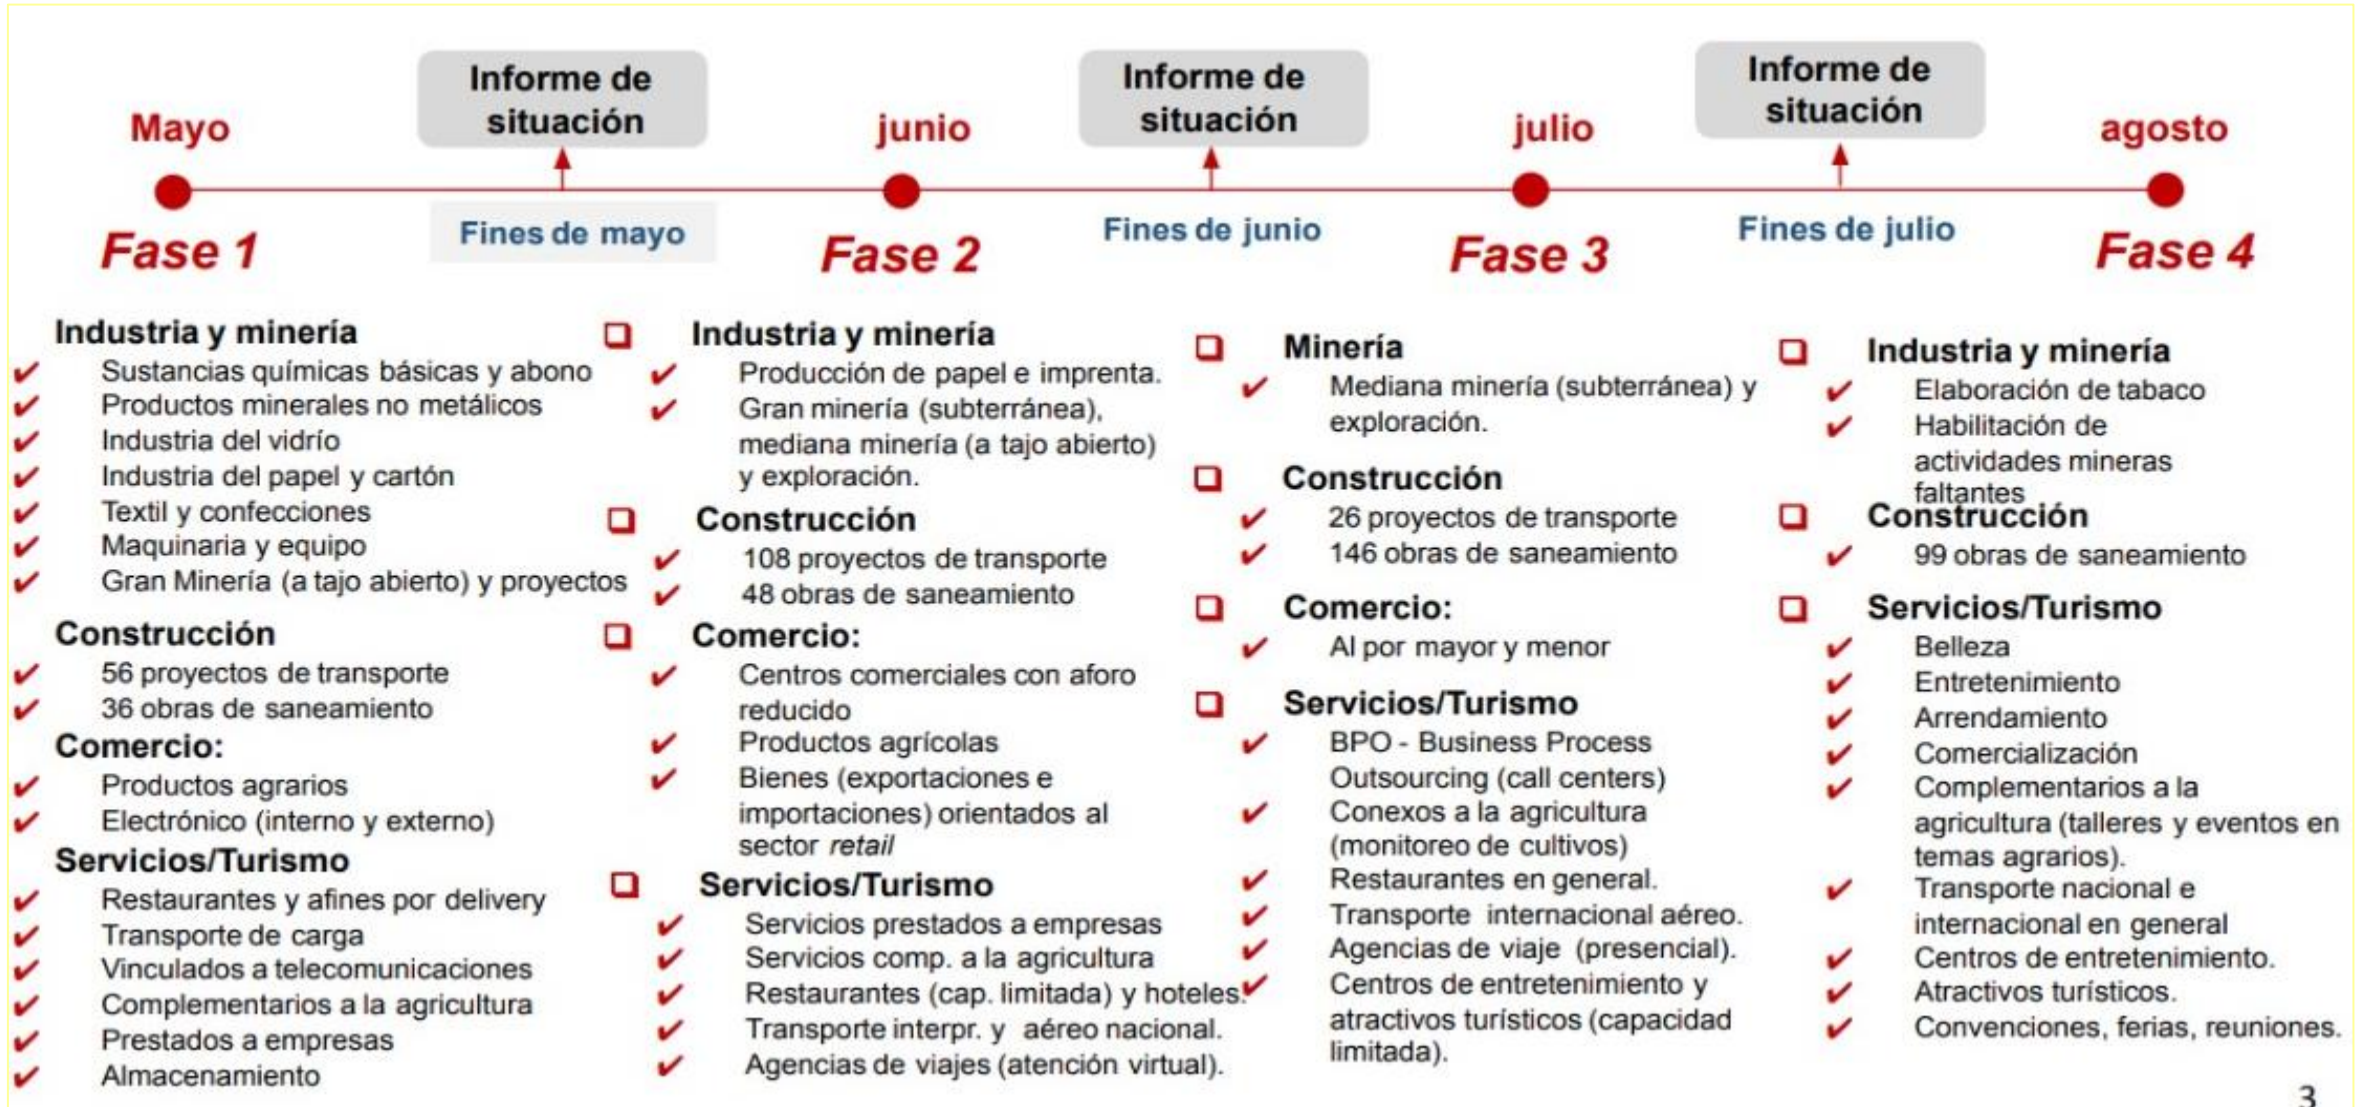 Informe de
situación
Informe de
situación
Informe de
situación
Mayo
junio
julio
agosto
Fines de mayo
Fines de junio
Fines de julio
Fase 1
Fase 2
Fase 3
Fase 4
Industria y minería
Sustancias químicas básicas y abono
Productos minerales no metálicos
Industria del vidrío
Industria del papel y cartón
Textil y confecciones
Maquinaria y equipo
Gran Minería (a tajo abierto) y proyectos
Construcción
56 proyectos de transporte
36 obras de saneamiento
Comercio:
Productos agrarios
Electrónico (interno y externo)
Servicios/Turismo
Restaurantes y afines por delivery
Transporte de carga
Vinculados a telecomunicaciones
Complementarios a la agricultura
Prestados a empresas
Almacenamiento
Industria y minería
Producción de papel e imprenta.
Gran minería (subterránea),
mediana minería (a tajo abierto)
y exploración.
Construcción
108 proyectos de transporte
48 obras de saneamiento
Comercio:
Centros comerciales con aforo
reducido
Productos agrícolas
Bienes (exportaciones e
importaciones) orientados al
sector retail
Servicios/Turismo
Servicios prestados a empresas
Servicios comp. a la agricultura
Restaurantes (cap. limitada) y hoteles.
Transporte interpr. y aéreo nacional.
Agencias de viajes (atención virtual).
Minería
Mediana minería (subterránea) y
exploración.
Construcción
26 proyectos de transporte
146 obras de saneamiento
Comercio:
Al por mayor y menor
Servicios/Turismo
BPO - Business Process
Outsourcing (call centers)
Conexos a la agricultura
(monitoreo de cultivos)
Restaurantes en general.
Transporte internacional aéreo.
Agencias de viaje (presencial).
Centros de entretenimiento y
atractivos turísticos (capacidad
limitada).
Industria y minería
Elaboración de tabaco
Habilitación de
actividades mineras
faltantes
Construcción
99 obras de saneamiento
Servicios/Turismo
Belleza
Entretenimiento
Arrendamiento
Comercialización
Complementarios a la
agricultura (talleres y eventos en
temas agrarios).
Transporte nacional e
internacional en general
Centros de entretenimiento.
Atractivos turísticos.
Convenciones, ferias, reuniones.
3